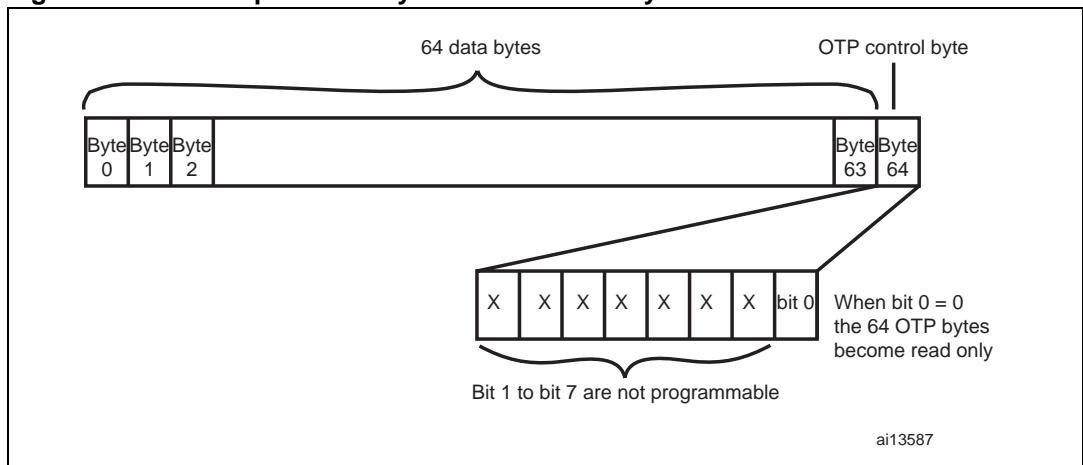 64 data bytes
OTP control byte
Byte Byte Byte
0 1 2
Byte Byte
63 64
X X X X X X X bit 0
When bit 0 = 0
the 64 OTP bytes
become read only
Bit 1 to bit 7 are not programmable
ai13587